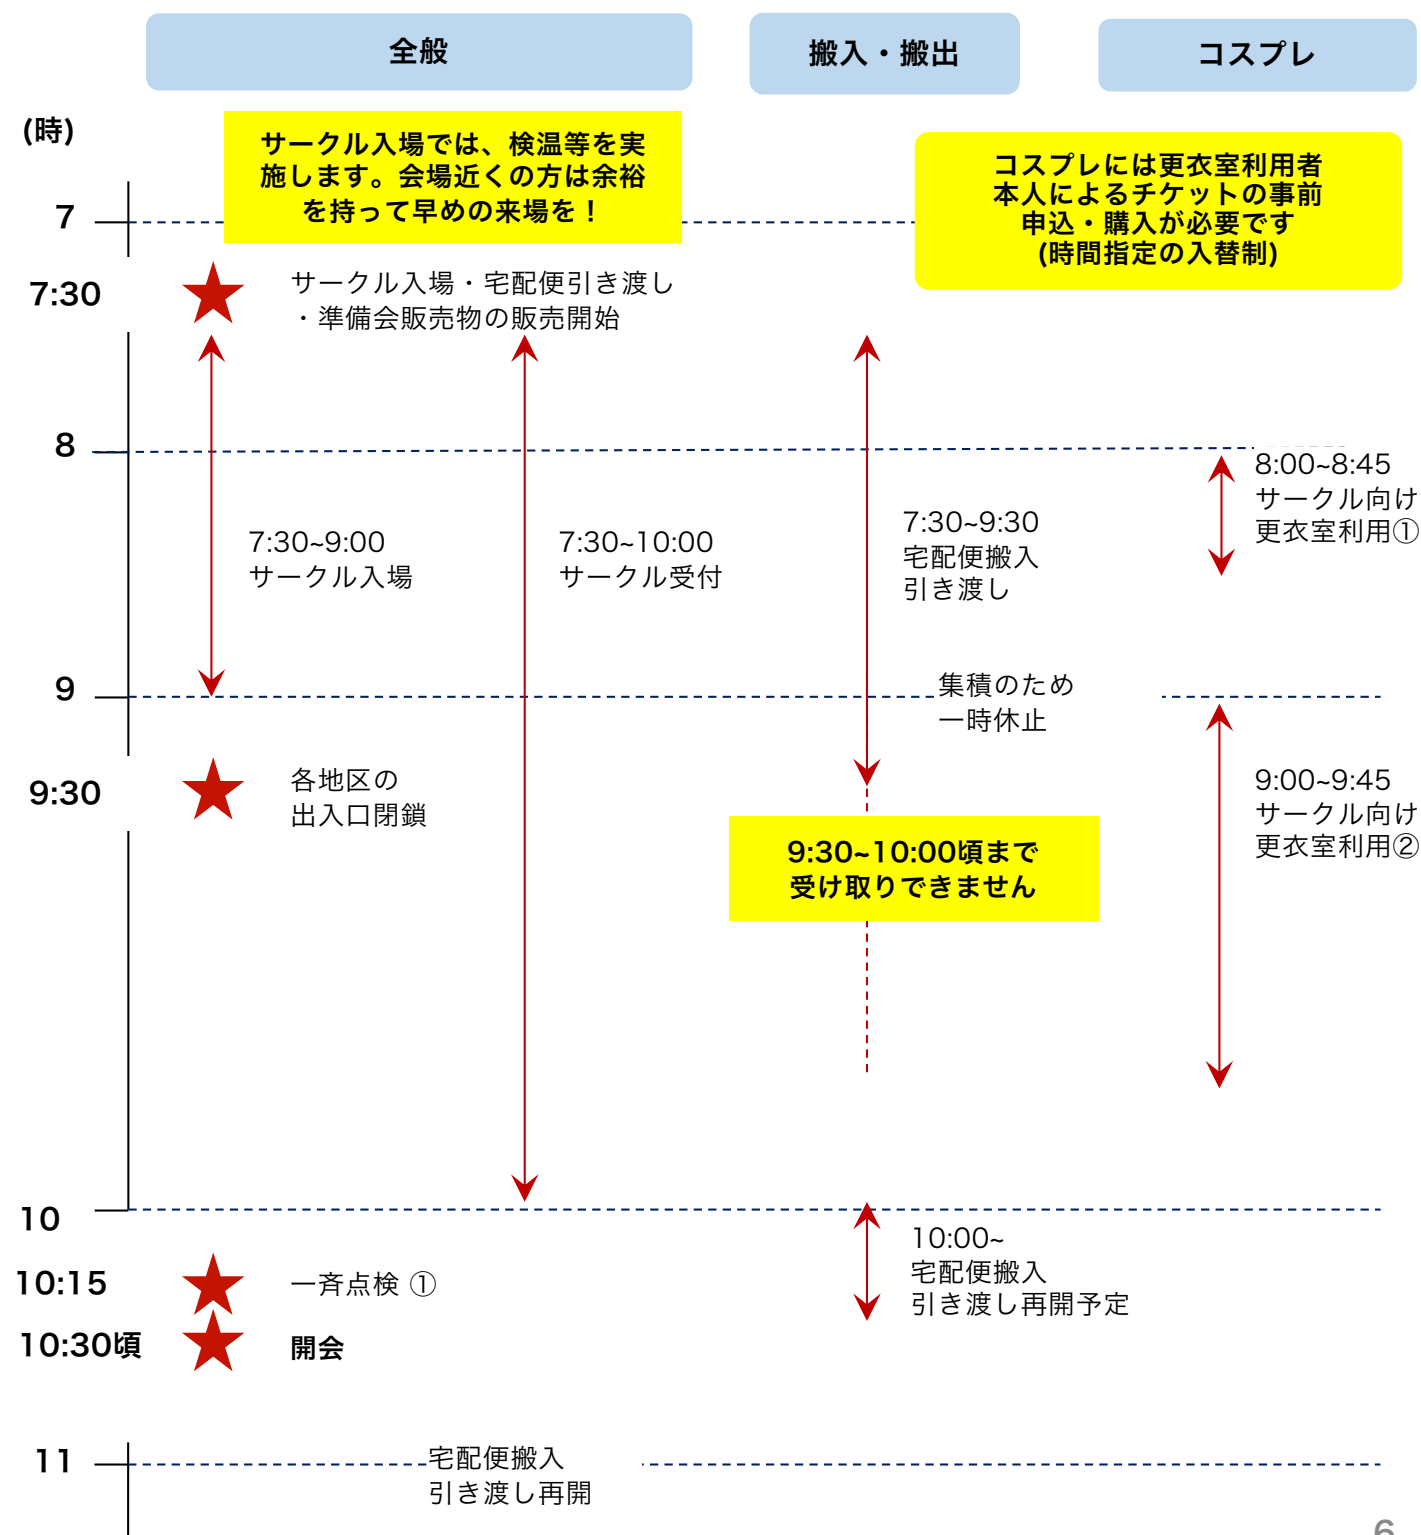 全般
搬入・搬出
コスプレ
(時)
サークル入場では、検温等を実
施します。会場近くの方は余裕
を持って早めの来場を！
コスプレには更衣室利用者
本人によるチケットの事前
申込・購入が必要です
(時間指定の入替制)
7
7:30
サークル入場・宅配便引き渡し
・準備会販売物の販売開始
8
8:00~8:45
サークル向け
更衣室利用①
7:30~9:00
サークル入場
7:30~10:00
サークル受付
7:30~9:30
宅配便搬入
引き渡し
9
集積のため
一時休止
9:30
各地区の
出入口閉鎖
9:00~9:45
サークル向け
更衣室利用②
9:30~10:00頃まで
受け取りできません
10
10:00~
宅配便搬入
引き渡し再開予定
10:15
一斉点検 ①
10:30頃
開会
11
宅配便搬入
引き渡し再開
6